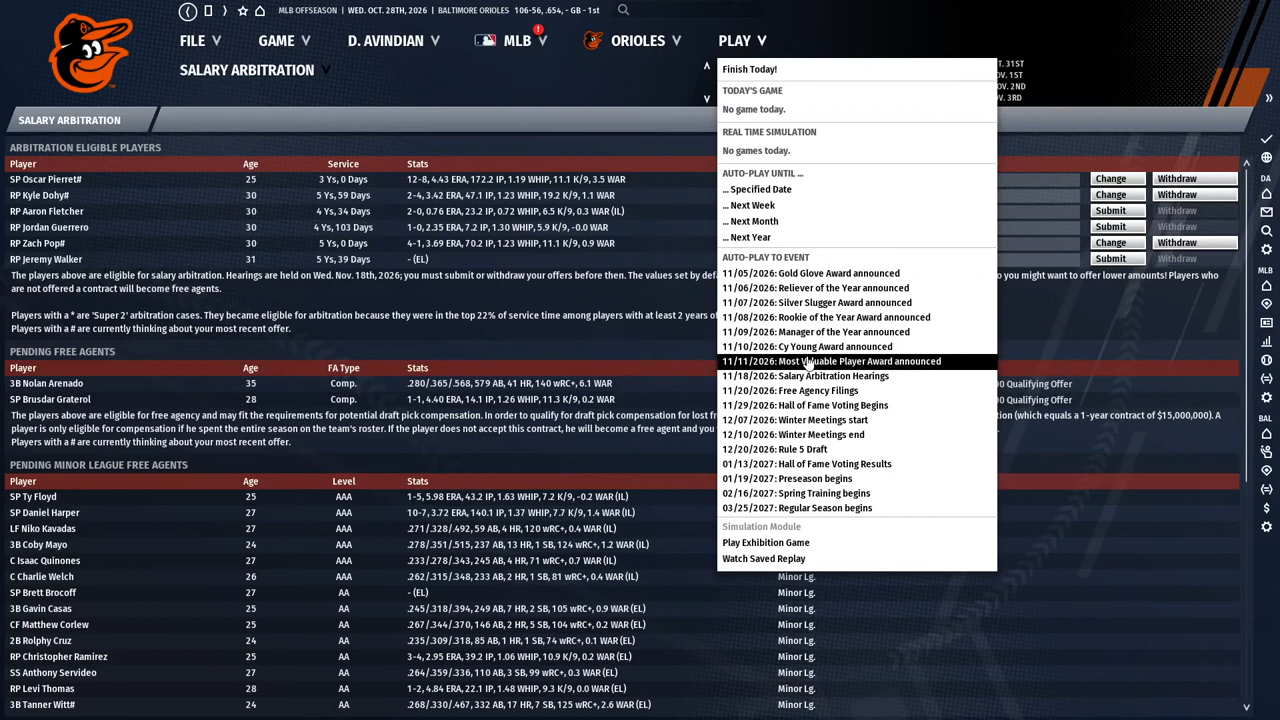 MLB OFFSEASON | WED. OCT. 28TH, 2026 | BALTIMORE ORIOLES 106-56, .654, - GB - 1st
FILE GAME D. AVINDIAN MLB ! ORIOLES PLAY
SALARY ARBITRATION
T. 31ST
V. 1ST
V. 2ND
V. 3RD
SALARY ARBITRATION
ARBITRATION ELIGIBLE PLAYERS
Player Age Service Stats
SP Oscar Pierret# 25 3 Ys, 0 Days 12-8, 4.43 ERA, 172.2 IP, 1.19 WHIP, 11.1 K/9, 3.5 WAR Change Withdraw
RP Kyle Dohy# 30 5 Ys, 59 Days 2-4, 3.42 ERA, 47.1 IP, 1.23 WHIP, 19.2 K/9, 1.1 WAR Change Withdraw
RP Aaron Fletcher 30 4 Ys, 34 Days 2-0, 0.76 ERA, 23.2 IP, 0.72 WHIP, 6.5 K/9, 0.3 WAR (IL) Submit Withdraw
RP Jordan Guerrero 30 4 Ys, 103 Days 1-0, 2.35 ERA, 7.2 IP, 1.30 WHIP, 5.9 K/9, -0.0 WAR Submit Withdraw
RP Zach Pop# 30 5 Ys, 0 Days 4-1, 3.69 ERA, 70.2 IP, 1.23 WHIP, 11.1 K/9, 0.9 WAR Change Withdraw
RP Jeremy Walker 31 5 Ys, 39 Days - (EL) Submit Withdraw
The players above are eligible for salary arbitration. Hearings are held on Wed. Nov. 18th, 2026; you must submit or withdraw your offers before then. The values set by def o you might want to offer lower amounts! Players who
are not offered a contract will become free agents.
Players with a * are 'Super 2' arbitration cases. They became eligible for arbitration because they were in the top 22% of service time among players with at least 2 years of
Players with a # are currently thinking about your most recent offer.
PENDING FREE AGENTS
Player Age FA Type Stats
3B Nolan Arenado 35 Comp. .280/.365/.568, 579 AB, 41 HR, 140 wRC+, 6.1 WAR 00 Qualifying Offer
SP Brusdar Graterol 28 Comp. 1-1, 4.40 ERA, 14.1 IP, 1.26 WHIP, 11.3 K/9, 0.2 WAR 00 Qualifying Offer
The players above are eligible for free agency and may fit the requirements for potential draft pick compensation. In order to qualify for draft pick compensation for lost fr tion (which equals a 1-year contract of $15,000,000). A
player is only eligible for compensation if he spent the entire season on the team's roster. If the player does not accept this contract, he will become a free agent and you
Players with a # are currently thinking about your most recent offer.
PENDING MINOR LEAGUE FREE AGENTS
Player Age Level Stats
SP Ty Floyd 25 AAA 1-5, 5.98 ERA, 43.2 IP, 1.63 WHIP, 7.2 K/9, -0.2 WAR (IL)
SP Daniel Harper 27 AAA 10-7, 3.72 ERA, 140.1 IP, 1.37 WHIP, 7.7 K/9, 1.4 WAR (IL)
LF Niko Kavadas 27 AAA .271/.328/.492, 59 AB, 4 HR, 120 wRC+, 0.4 WAR (IL)
3B Coby Mayo 24 AAA .278/.351/.515, 237 AB, 13 HR, 1 SB, 124 wRC+, 1.2 WAR (IL)
C Isaac Quinones 27 AAA .233/.278/.343, 245 AB, 4 HR, 71 wRC+, 0.7 WAR (IL)
C Charlie Welch 26 AAA .262/.315/.348, 233 AB, 2 HR, 1 SB, 81 wRC+, 0.4 WAR (IL) Minor Lg.
SP Brett Brocoff 27 AA - (EL) Minor Lg.
3B Gavin Casas 25 AA .245/.318/.394, 249 AB, 7 HR, 2 SB, 105 wRC+, 0.9 WAR (EL) Minor Lg.
CF Matthew Corlew 25 AA .267/.344/.370, 146 AB, 2 HR, 5 SB, 104 wRC+, 0.2 WAR (EL) Minor Lg.
2B Rolphy Cruz 24 AA .235/.309/.318, 85 AB, 1 HR, 1 SB, 74 wRC+, 0.1 WAR (EL) Minor Lg.
RP Christopher Ramirez 25 AA 3-4, 2.95 ERA, 39.2 IP, 1.06 WHIP, 10.9 K/9, 0.2 WAR (EL) Minor Lg.
SS Anthony Servideo 27 AA .264/.359/.336, 110 AB, 3 SB, 99 wRC+, 0.3 WAR (EL) Minor Lg.
RP Levi Thomas 28 AA 1-2, 4.84 ERA, 22.1 IP, 1.48 WHIP, 9.3 K/9, 0.0 WAR (EL) Minor Lg.
3B Tanner Witt# 24 AA .268/.330/.467, 332 AB, 17 HR, 7 SB, 125 wRC+, 2.6 WAR (EL) Minor Lg.
Finish Today!
TODAY'S GAME
No game today.
REAL TIME SIMULATION
No games today.
AUTO-PLAY UNTIL ...
... Specified Date
... Next Week
... Next Month
... Next Year
AUTO-PLAY TO EVENT
11/05/2026: Gold Glove Award announced
11/06/2026: Reliever of the Year announced
11/07/2026: Silver Slugger Award announced
11/08/2026: Rookie of the Year Award announced
11/09/2026: Manager of the Year announced
11/10/2026: Cy Young Award announced
11/11/2026: Most Valuable Player Award announced
11/18/2026: Salary Arbitration Hearings
11/20/2026: Free Agency Filings
11/29/2026: Hall of Fame Voting Begins
12/07/2026: Winter Meetings start
12/10/2026: Winter Meetings end
12/20/2026: Rule 5 Draft
01/13/2027: Hall of Fame Voting Results
01/19/2027: Preseason begins
02/16/2027: Spring Training begins
03/25/2027: Regular Season begins
Simulation Module
Play Exhibition Game
Watch Saved Replay
DA
MLB
BAL